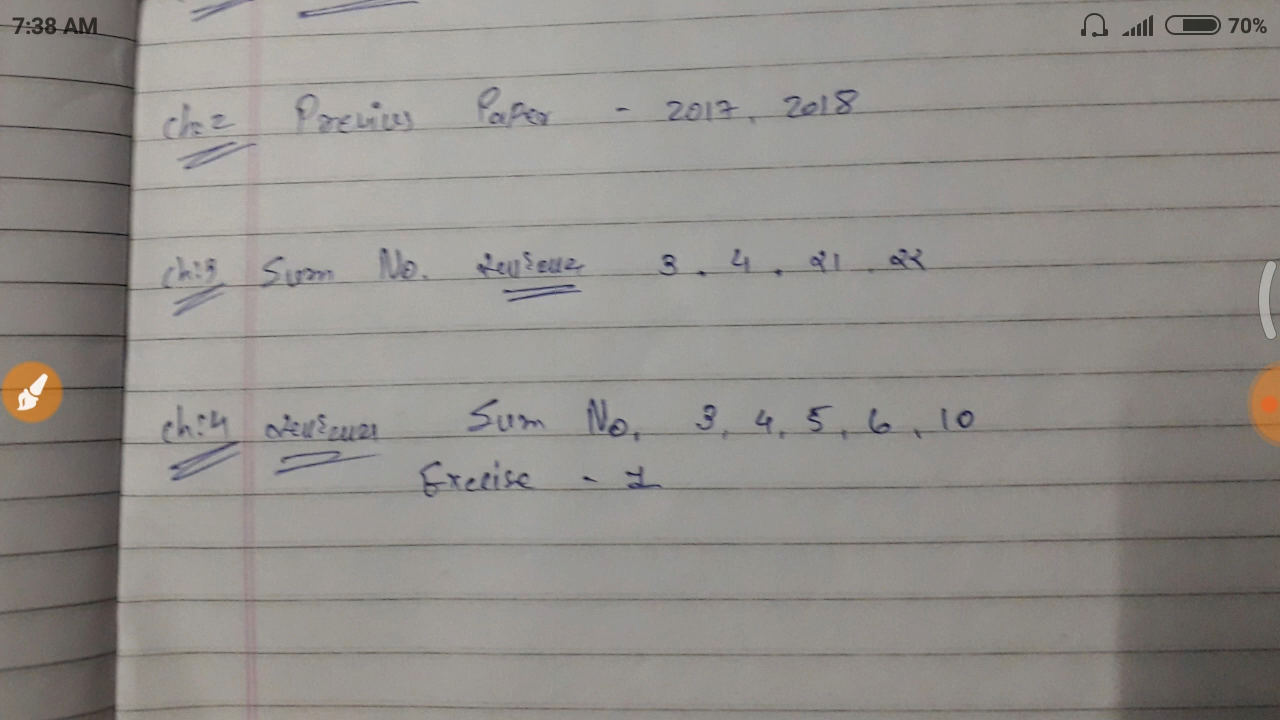 7:38 AM 70%
ch:2 Previus Paper - 2017, 2018
ch:3 Sum No. 3, 4, 21, 22
ch:4 Sum No. 3, 4, 5, 6, 10
Excelise - 1